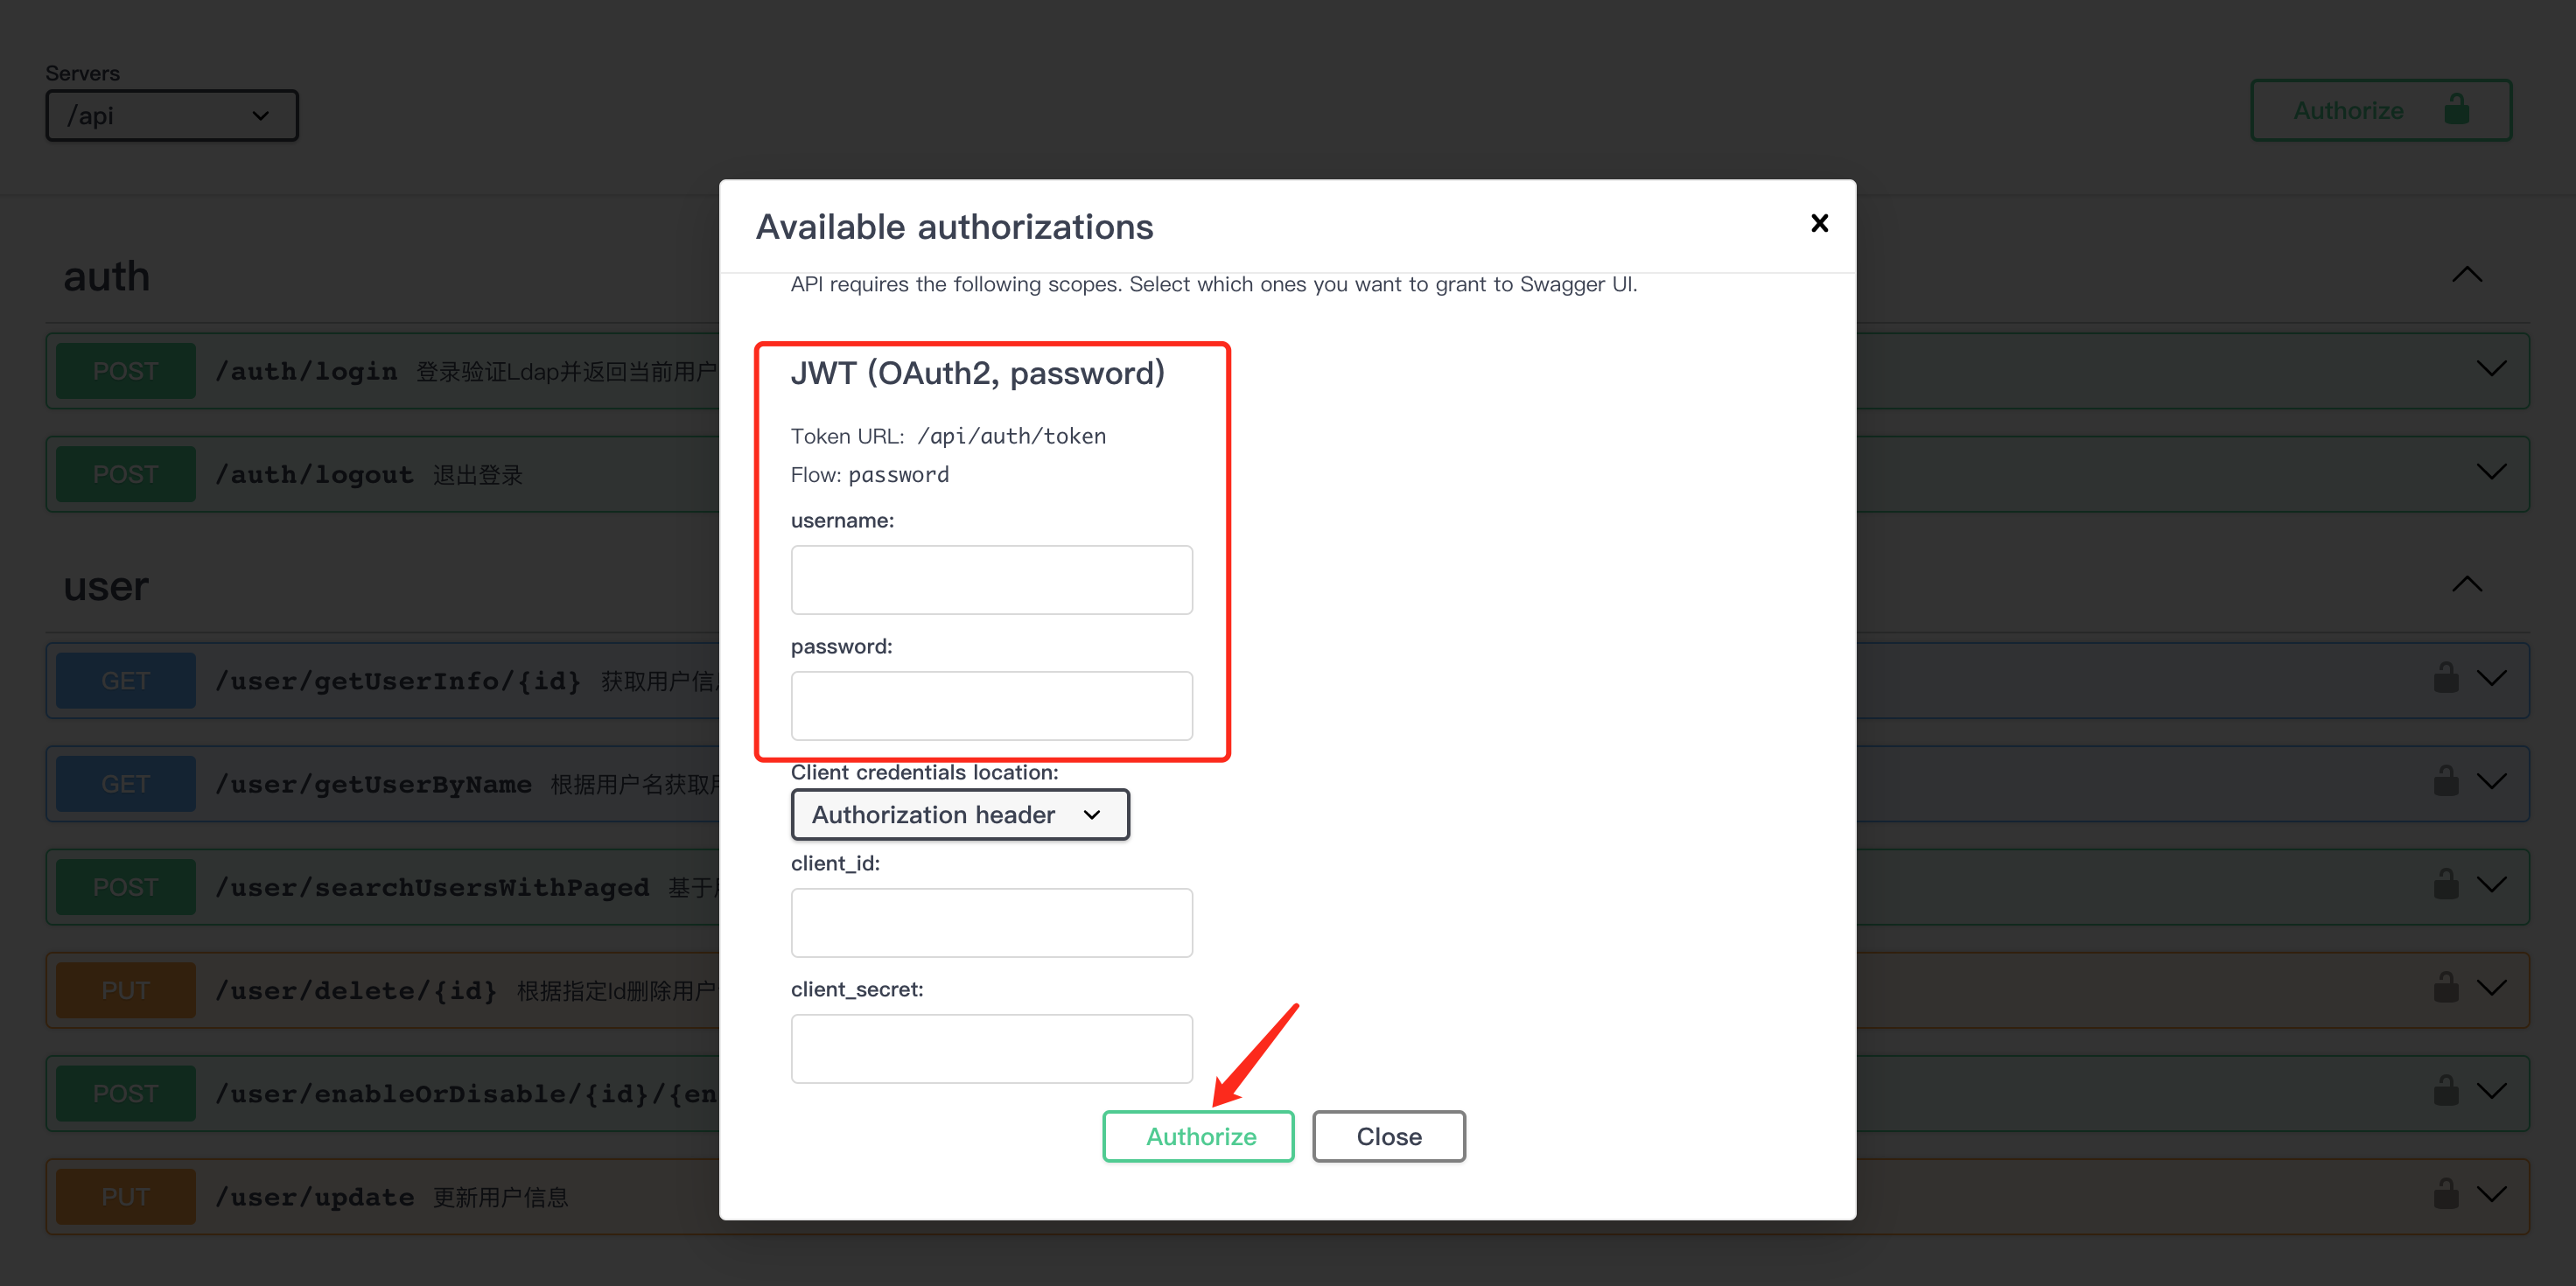 Servers
/api
Authorize
Available authorizations
API requires the following scopes. Select which ones you want to grant to Swagger UI.
JWT (OAuth2, password)
Token URL: /api/auth/token
Flow: password
username:
password:
Client credentials location:
Authorization header
client_id:
client_secret:
Authorize
Close
auth
POST /auth/login 登录验证Ldap并返回当前用户
POST /auth/logout 退出登录
user
GET /user/getUserInfo/{id} 获取用户信
GET /user/getUserByName 根据用户名获取
POST /user/searchUsersWithPaged 基于
PUT /user/delete/{id} 根据指定Id删除用户
POST /user/enableOrDisable/{id}/{en
PUT /user/update 更新用户信息